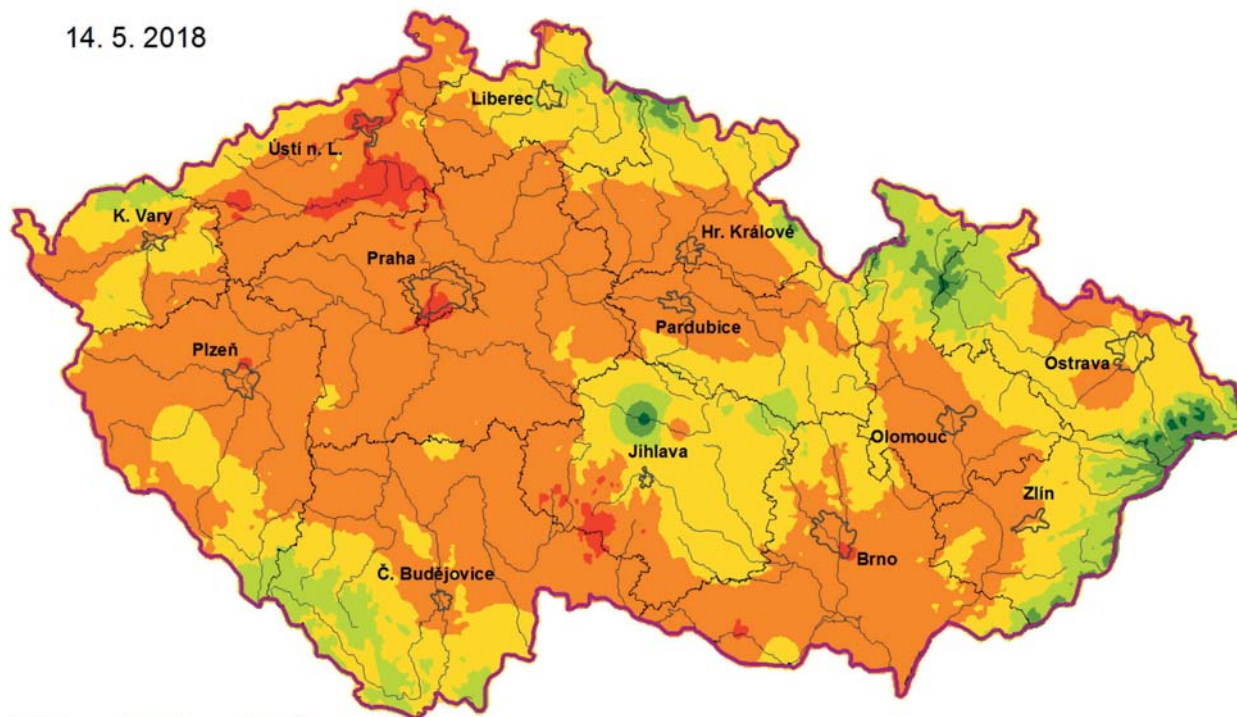 14. 5. 2018
Liberec
Ústí n. L.
K. Vary
Praha
Hr. Králové
Pardubice
Plzeň
Ostrava
Olomouc
Jihlava
Zlín
Brno
Č. Budějovice